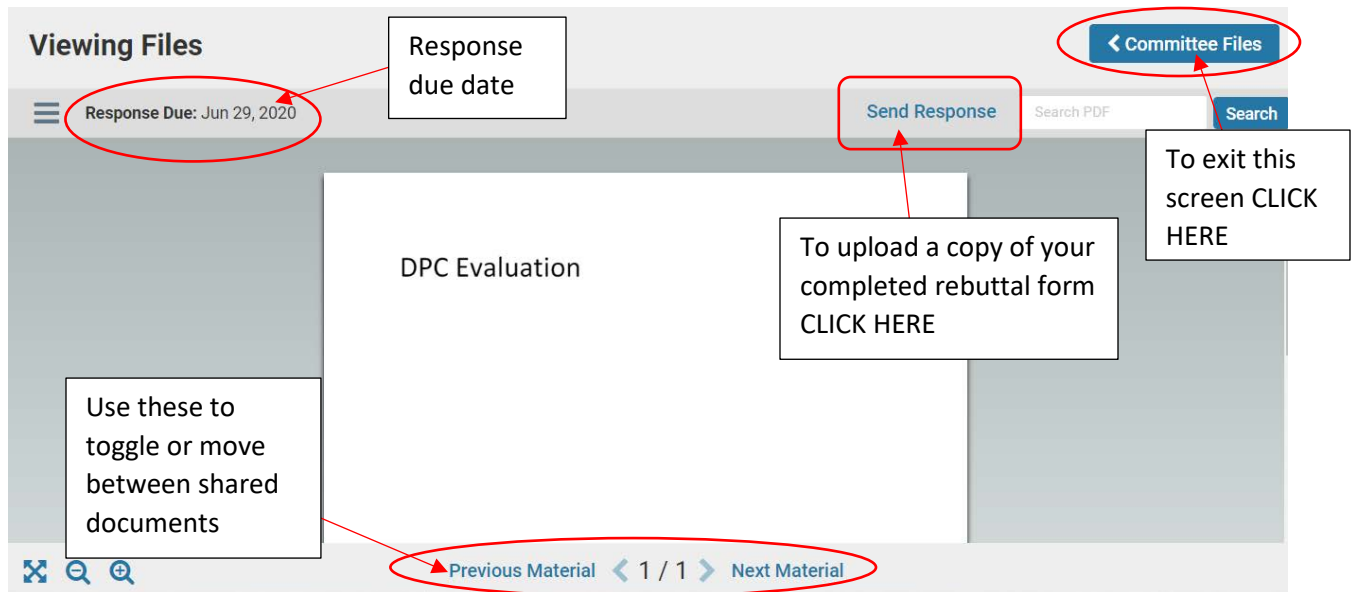 Viewing Files
Response
due date
Committee Files
Response Due: Jun 29, 2020
Send Response
Search PDF
Search
To exit this
screen CLICK
HERE
To upload a copy of your
completed rebuttal form
CLICK HERE
DPC Evaluation
Use these to
toggle or move
between shared
documents
Previous Material 1 / 1 Next Material